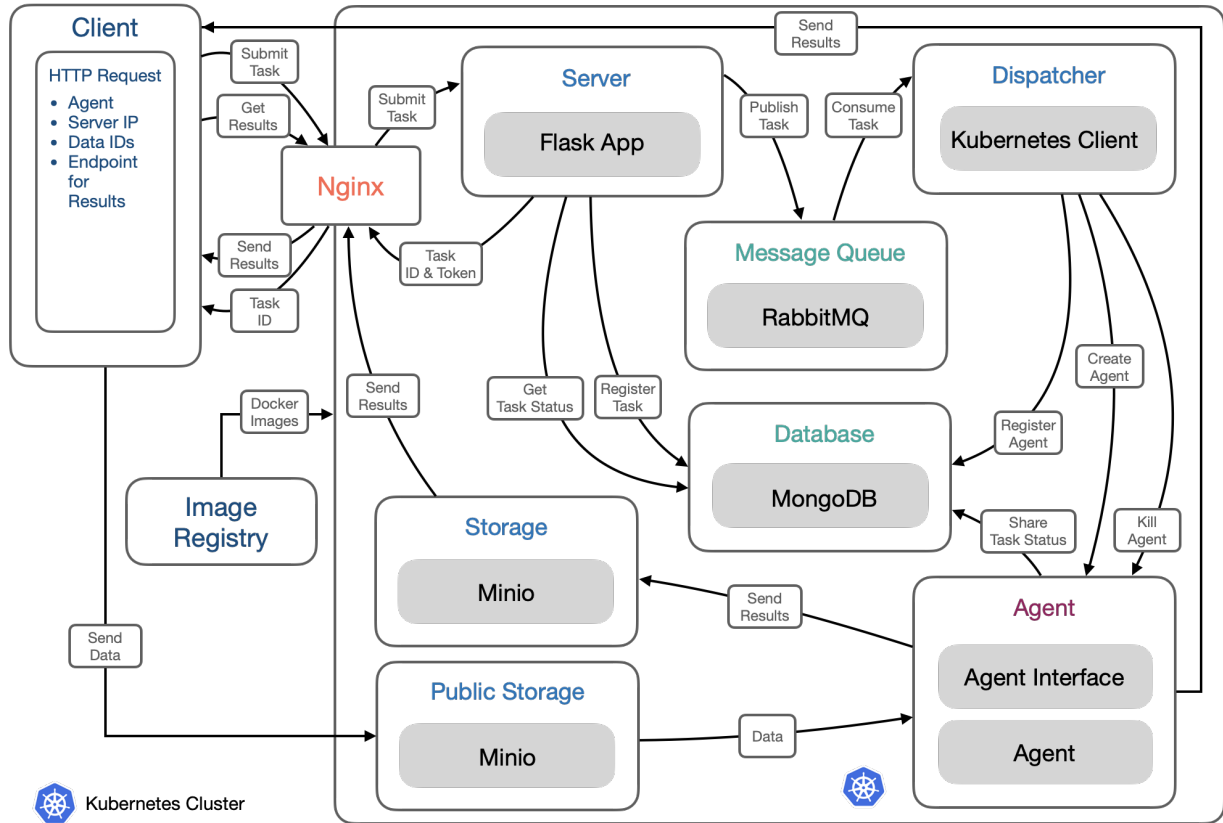 Client
HTTP Request
• Agent
• Server IP
• Data IDs
• Endpoint
for
Results
Submit
Task
Get
Results
Send
Results
Task
ID
Nginx
Submit
Task
Task
ID & Token
Server
Flask App
Publish
Task
Consume
Task
Send
Results
Dispatcher
Kubernetes Client
Message Queue
RabbitMQ
Docker
Images
Image
Registry
Send
Results
Get
Task Status
Register
Task
Database
MongoDB
Create
Agent
Register
Agent
Share
Task Status
Kill
Agent
Storage
Minio
Send
Results
Agent
Agent Interface
Agent
Send
Data
Public Storage
Minio
Data
Kubernetes Cluster